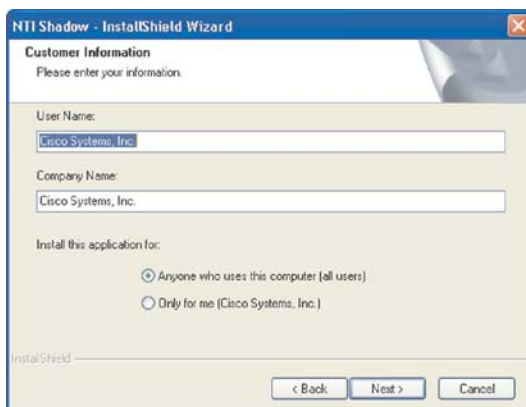 NTI Shadow - InstallShield Wizard
Customer Information
Please enter your information.
User Name:
Cisco Systems, Inc.
Company Name:
Cisco Systems, Inc.
Install this application for:
Anyone who uses this computer (all users)
Only for me (Cisco Systems, Inc.)
InstallShield
< Back
Next >
Cancel